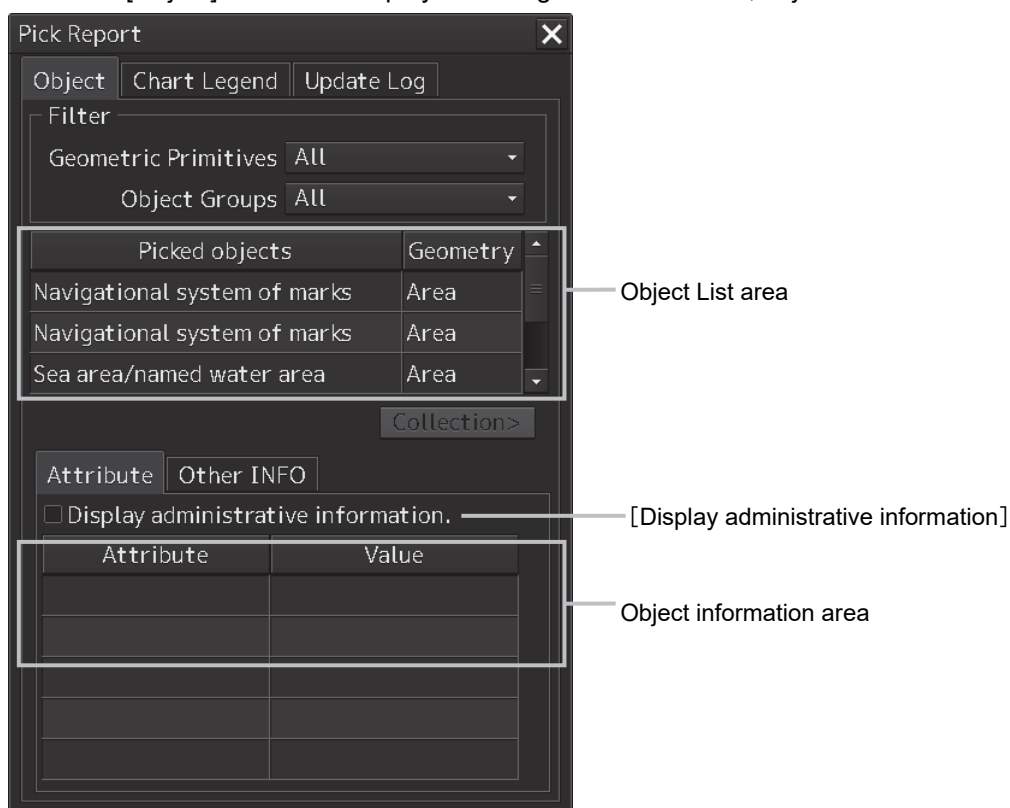 Pick Report
Object Chart Legend Update Log
Filter
Geometric Primitives All
Object Groups All
Picked objects Geometry
Navigational system of marks Area
Object List area
Navigational system of marks Area
Sea area/named water area Area
Collection>
Attribute Other INFO
Display administrative information.
[Display administrative information]
Attribute Value
Object information area